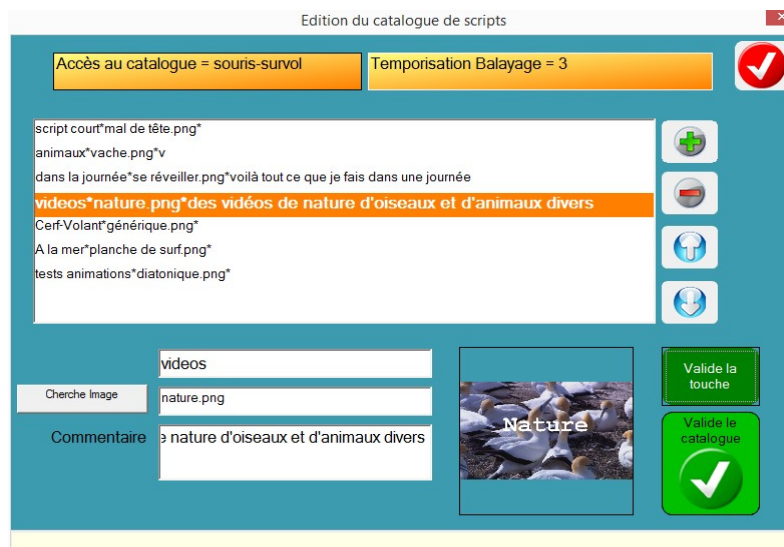 Edition du catalogue de scripts
Accès au catalogue = souris-survol
Temporisation Balayage = 3
script court*mal de tête.png*
animaux*vache.png*v
dans la journée*se réveiller.png*voilà tout ce que je fais dans une journée
videos*nature.png*des vidéos de nature d'oiseaux et d'animaux divers
Cerf-Volant*générique.png*
A la mer*planche de surf.png*
tests animations*diatonique.png*
videos
Cherche Image
nature.png
Commentaire
e nature d'oiseaux et d'animaux divers
Nature
Valide la
touche
Valide le
catalogue